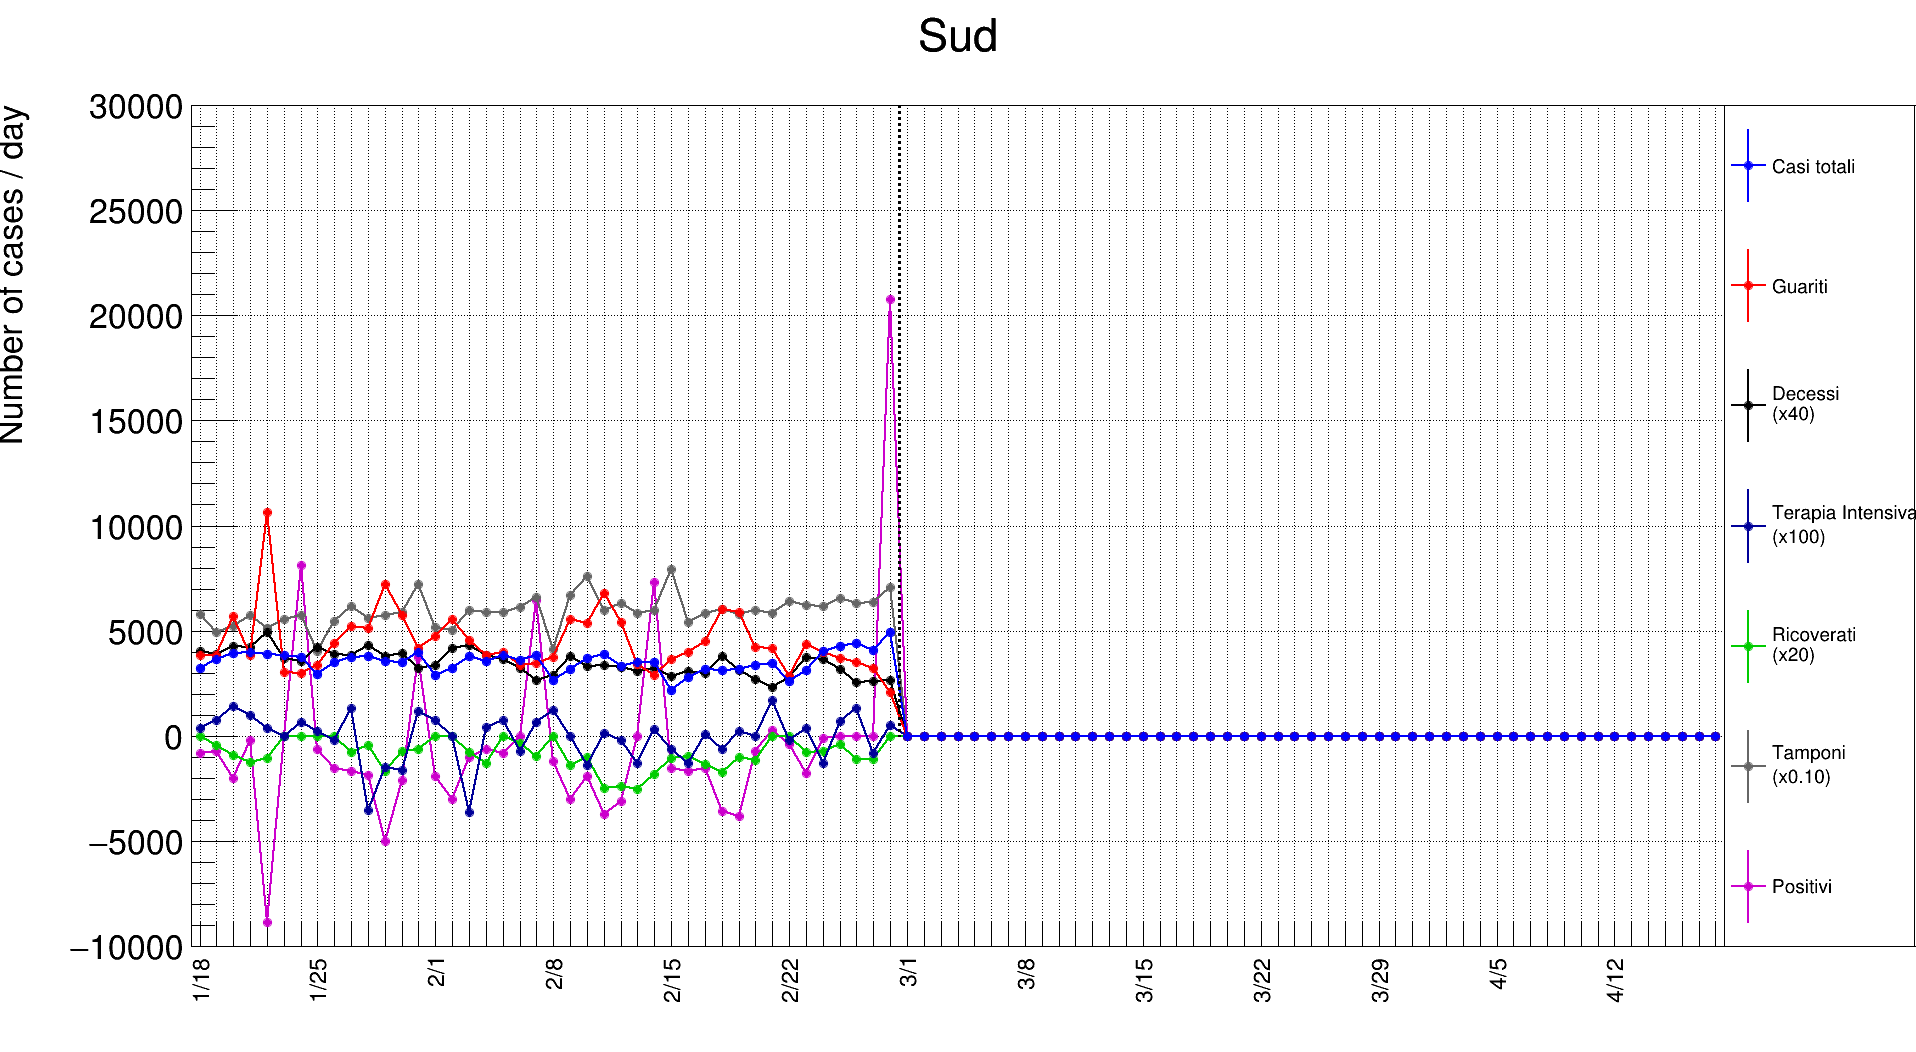 Sud
Number of cases / day
30000
25000
20000
15000
10000
5000
0
−5000
−10000
1/18
1/25
2/1
2/8
2/15
2/22
3/1
3/8
3/15
3/22
3/29
4/5
4/12
Casi totali
Guariti
Decessi
(x40)
Terapia Intensiva
(x100)
Ricoverati
(x20)
Tamponi
(x0.10)
Positivi